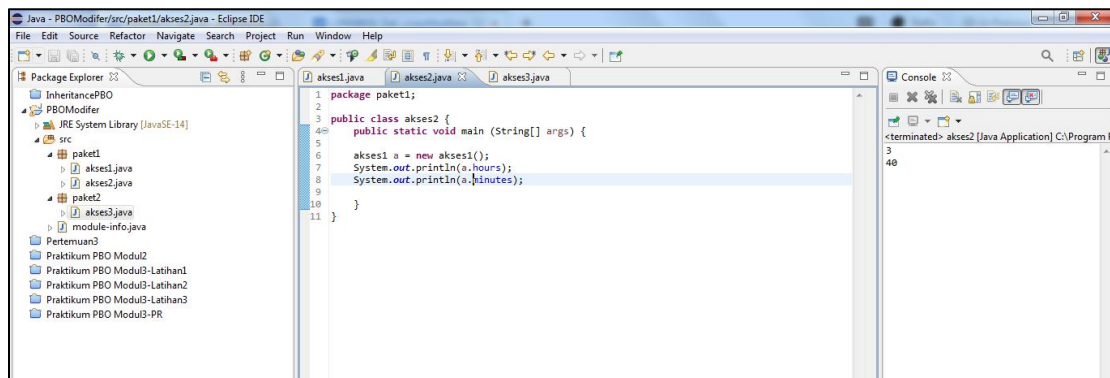 Java - PBOModifer/src/paket1/akses2.java - Eclipse IDE
File Edit Source Refactor Navigate Search Project Run Window Help
Package Explorer
InheritancePBO
PBOModifer
JRE System Library [JavaSE-14]
src
paket1
akses1.java
akses2.java
paket2
akses3.java
module-info.java
Pertemuan3
Praktikum PBO Modul2
Praktikum PBO Modul3-Latihan1
Praktikum PBO Modul3-Latihan2
Praktikum PBO Modul3-Latihan3
Praktikum PBO Modul3-PR
akses1.java akses2.java akses3.java
1 package paket1;
2
3 public class akses2 {
4 public static void main (String[] args) {
5
6 akses1 a = new akses1();
7 System.out.println(a.hours);
8 System.out.println(a.minutes);
9
10 }
11 }
Console
<terminated> akses2 [Java Application] C:\Program
3
40